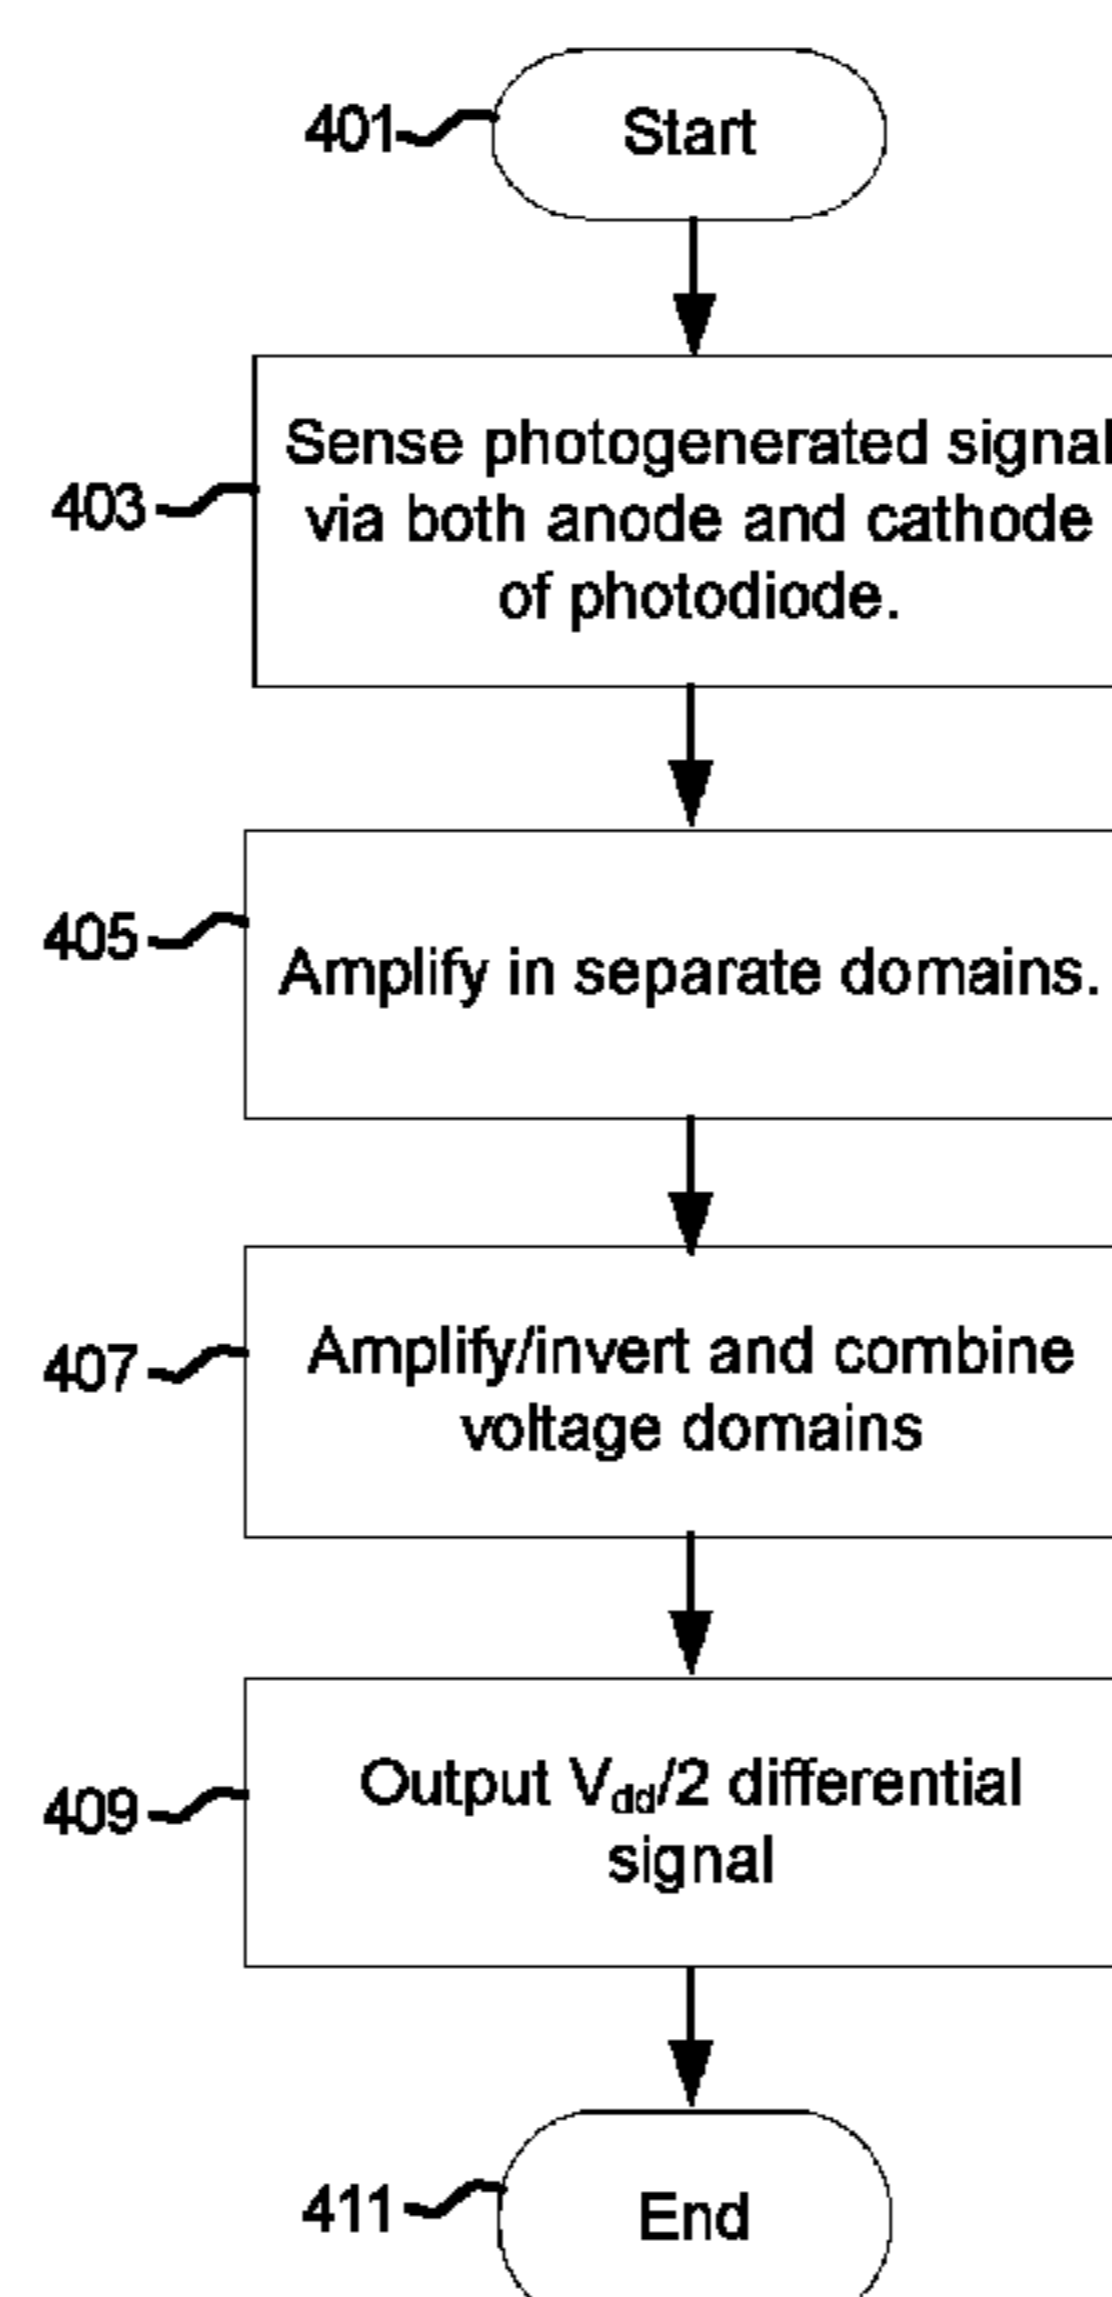 401
Start
403
Sense photogenerated signal
via both anode and cathode
of photodiode.
405
Amplify in separate domains.
407
Amplify/invert and combine
voltage domains
409
Output Vdd/2 differential
signal
411
End